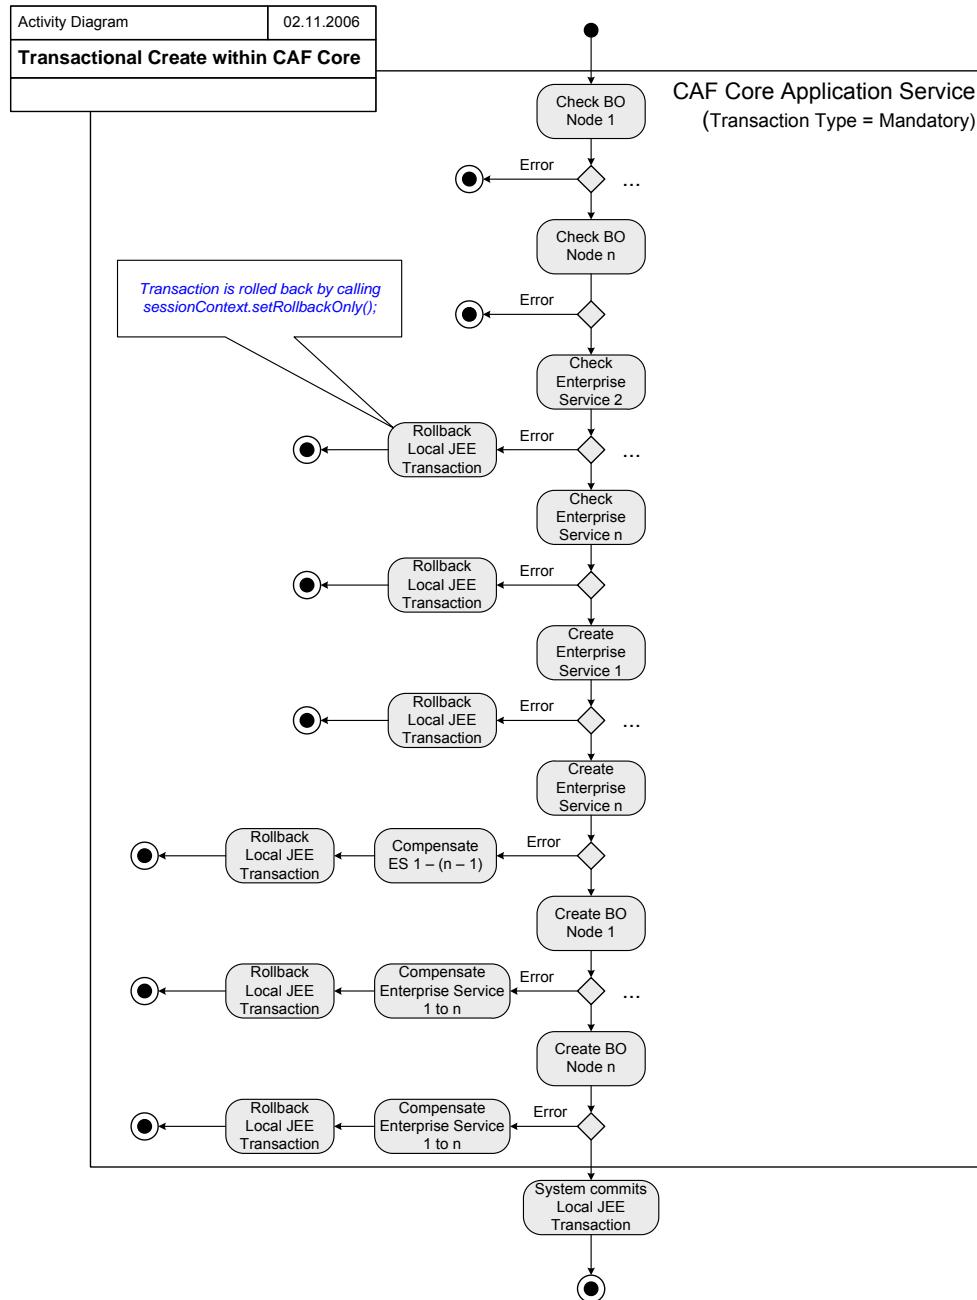 Activity Diagram
02.11.2006
Transactional Create within CAF Core
CAF Core Application Service
(Transaction Type = Mandatory)
Check BO
Node 1
Error
...
Check BO
Node n
Error
Transaction is rolled back by calling
sessionContext.setRollbackOnly();
Check
Enterprise
Service 2
Rollback
Local JEE
Transaction
Error
...
Check
Enterprise
Service n
Rollback
Local JEE
Transaction
Error
Create
Enterprise
Service 1
Rollback
Local JEE
Transaction
Error
...
Create
Enterprise
Service n
Rollback
Local JEE
Transaction
Compensate
ES 1 – (n – 1)
Error
Create BO
Node 1
Rollback
Local JEE
Transaction
Compensate
Enterprise Service
1 to n
Error
...
Create BO
Node n
Rollback
Local JEE
Transaction
Compensate
Enterprise Service
1 to n
Error
System commits
Local JEE
Transaction